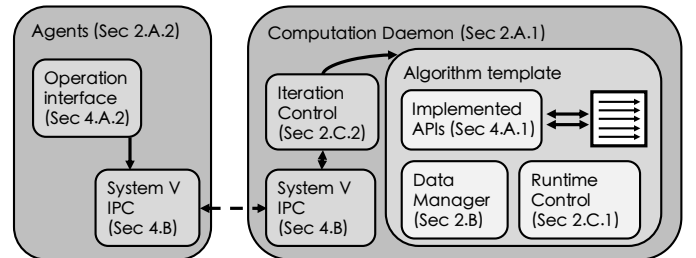 Agents (Sec 2.A.2)
Operation
interface
(Sec 4.A.2)
System V
IPC
(Sec 4.B)
Computation Daemon (Sec 2.A.1)
Iteration
Control
(Sec 2.C.2)
System V
IPC
(Sec 4.B)
Algorithm template
Implemented
APIs (Sec 4.A.1)
Data
Manager
(Sec 2.B)
Runtime
Control
(Sec 2.C.1)